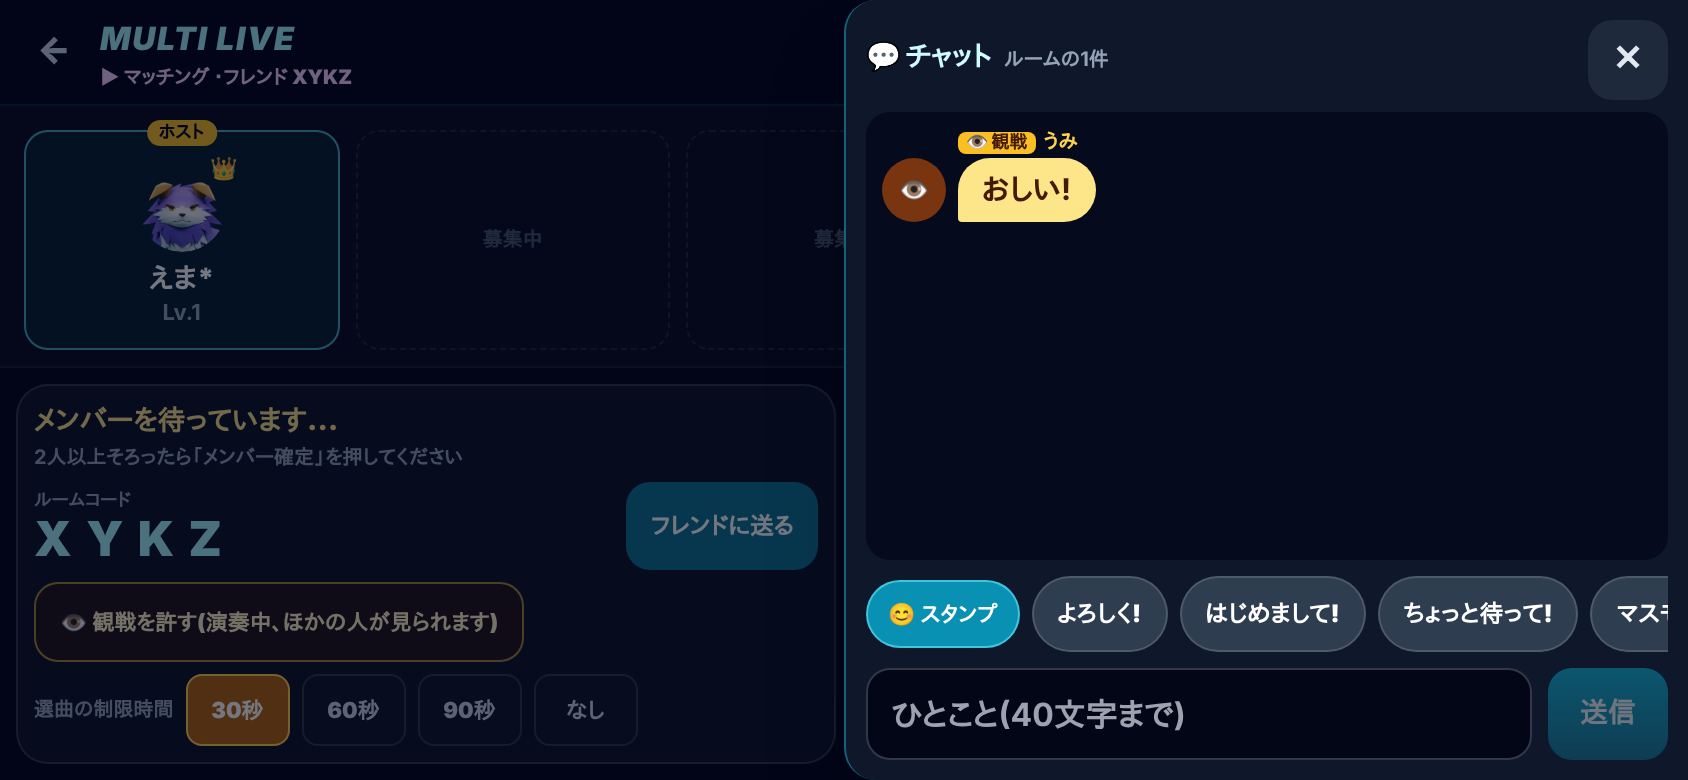 MULTI LIVE
▶ マッチング・フレンド XYKZ
ホスト
えま*
Lv.1
募集中
募集
メンバーを待っています...
2人以上そろったら「メンバー確定」を押してください
ルームコード
X Y K Z
フレンドに送る
観戦を許す(演奏中、ほかの人が見られます)
選曲の制限時間
30秒
60秒
90秒
なし
チャット ルームの1件
観戦 うみ
おしい!
スタンプ
よろしく!
はじめまして!
ちょっと待って!
マス
ひとこと(40文字まで)
送信